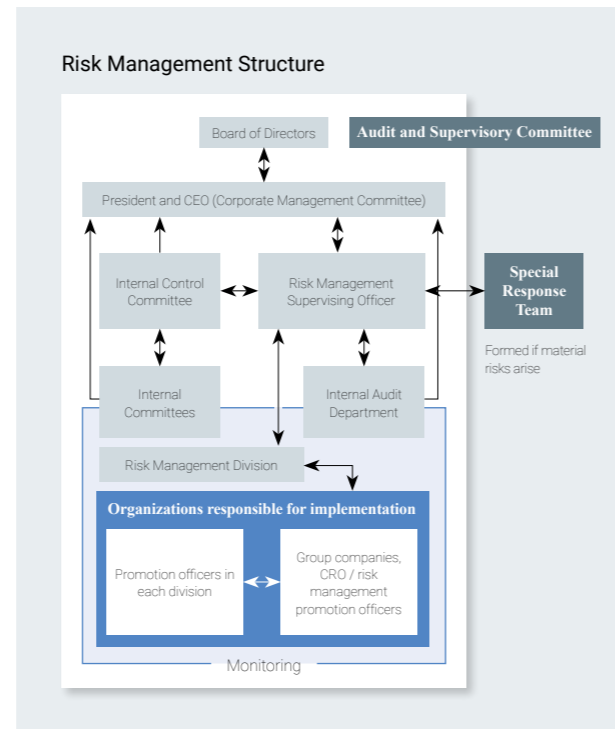 Risk Management Structure
Board of Directors
Audit and Supervisory Committee
President and CEO (Corporate Management Committee)
Internal Control
Committee
Risk Management
Supervising Officer
Special
Response
Team
Formed if material
risks arise
Internal
Committees
Internal Audit
Department
Risk Management Division
Organizations responsible for implementation
Promotion officers in
each division
Group companies,
CRO / risk
management
promotion officers
Monitoring